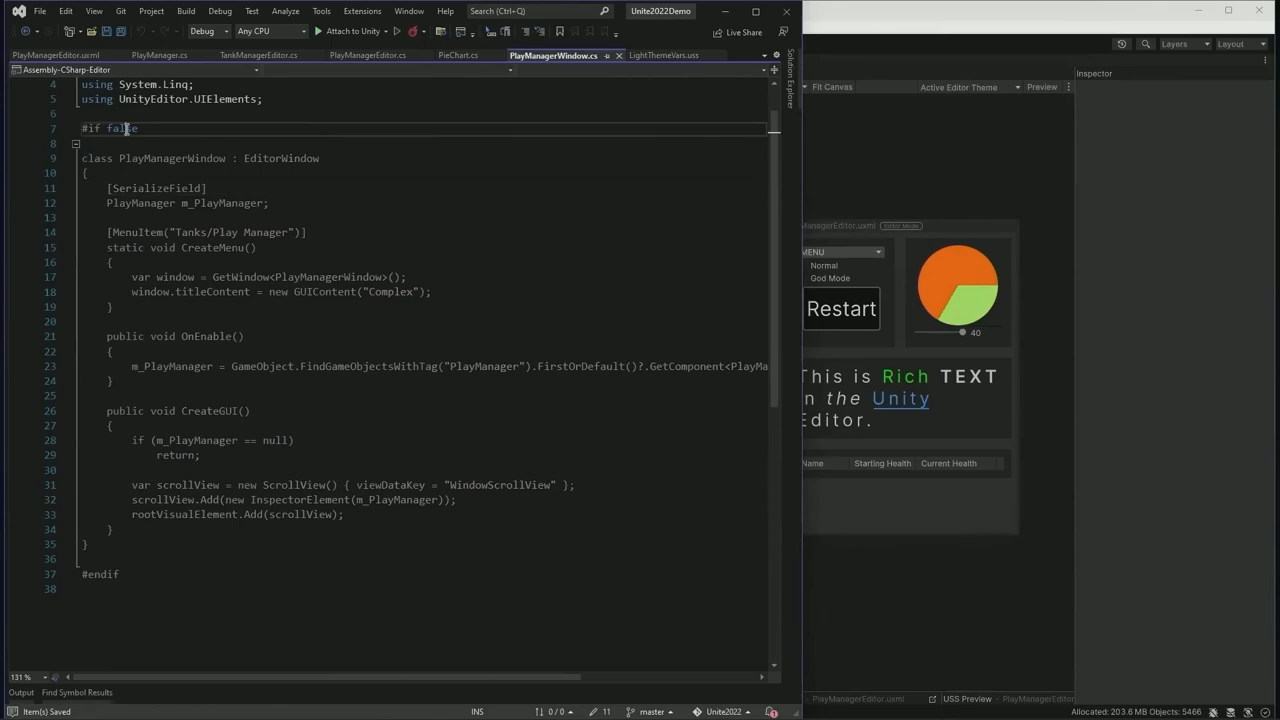 File Edit View Git Project Build Debug Test Analyze Tools Extensions Window Help Search (Ctrl+Q) Unite2022Demo
Debug Any CPU Attach to Unity Live Share
PlayManagerEditor.uxml PlayManager.cs TankManagerEditor.cs PlayManagerEditor.cs PieChart.cs PlayManagerWindow.cs LightThemeVars.uss
Assembly-CSharp-Editor
Solution Explorer
4 using System.Linq;
5 using UnityEditor.UIElements;
6
7 #if false
8
9 class PlayManagerWindow : EditorWindow
10 {
11 [SerializeField]
12 PlayManager m_PlayManager;
13
14 [MenuItem("Tanks/Play Manager")]
15 static void CreateMenu()
16 {
17 var window = GetWindow<PlayManagerWindow>();
18 window.titleContent = new GUIContent("Complex");
19 }
20
21 public void OnEnable()
22 {
23 m_PlayManager = GameObject.FindGameObjectsWithTag("PlayManager").FirstOrDefault()?.GetComponent<PlayMa
24 }
25
26 public void CreateGUI()
27 {
28 if (m_PlayManager == null)
29 return;
30
31 var scrollView = new ScrollView() { viewDataKey = "WindowScrollView" };
32 scrollView.Add(new InspectorElement(m_PlayManager));
33 rootVisualElement.Add(scrollView);
34 }
35 }
36
37 #endif
38
131 %
Output Find Symbol Results
Item(s) Saved INS 0 / 0 11 master Unite2022 1
Layers Layout
Inspector
Fit Canvas Active Editor Theme Preview
ManagerEditor.uxml Editor Mode
MENU
Normal
God Mode
Restart
40
This is Rich TEXT
n the Unity
Editor.
Name Starting Health Current Health
PlayManagerEditor.uxml USS Preview PlayManagerEditor
Allocated: 203.6 MB Objects: 5466